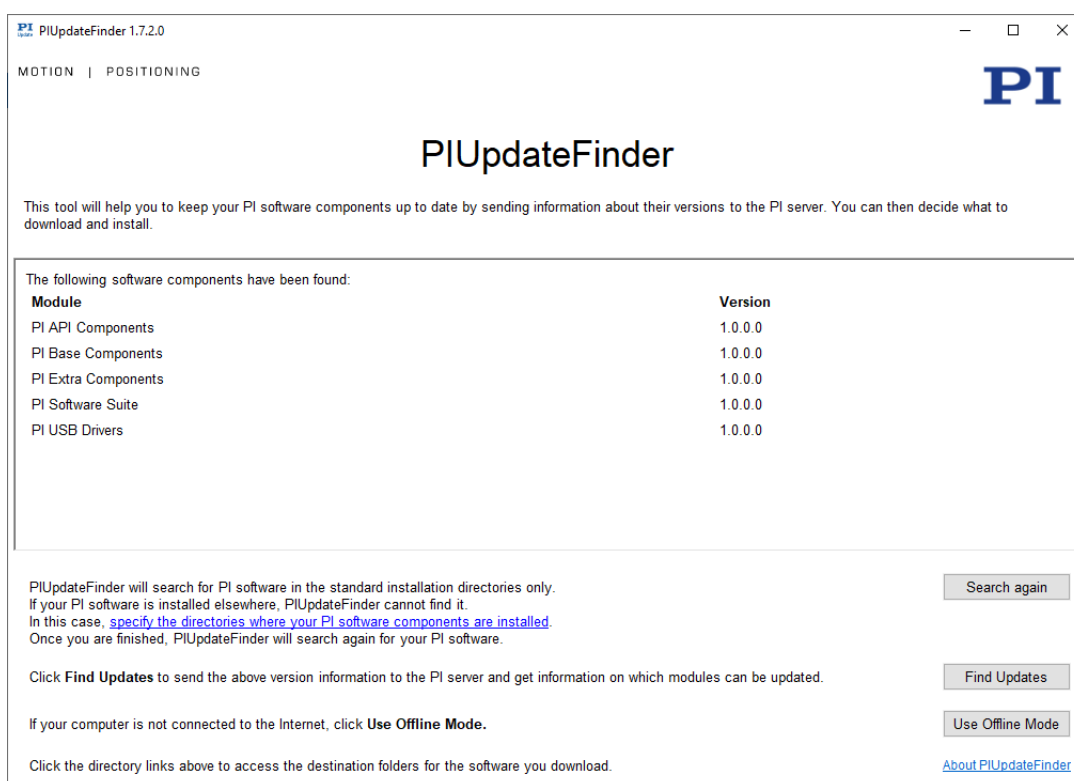 PI Update PIUpdateFinder 1.7.2.0
MOTION | POSITIONING
PI
PIUpdateFinder
This tool will help you to keep your PI software components up to date by sending information about their versions to the PI server. You can then decide what to
download and install.
The following software components have been found:
Module Version
PI API Components 1.0.0.0
PI Base Components 1.0.0.0
PI Extra Components 1.0.0.0
PI Software Suite 1.0.0.0
PI USB Drivers 1.0.0.0
PIUpdateFinder will search for PI software in the standard installation directories only.
If your PI software is installed elsewhere, PIUpdateFinder cannot find it.
In this case, specify the directories where your PI software components are installed.
Once you are finished, PIUpdateFinder will search again for your PI software.
Search again
Click Find Updates to send the above version information to the PI server and get information on which modules can be updated.
Find Updates
If your computer is not connected to the Internet, click Use Offline Mode.
Use Offline Mode
Click the directory links above to access the destination folders for the software you download.
About PIUpdateFinder